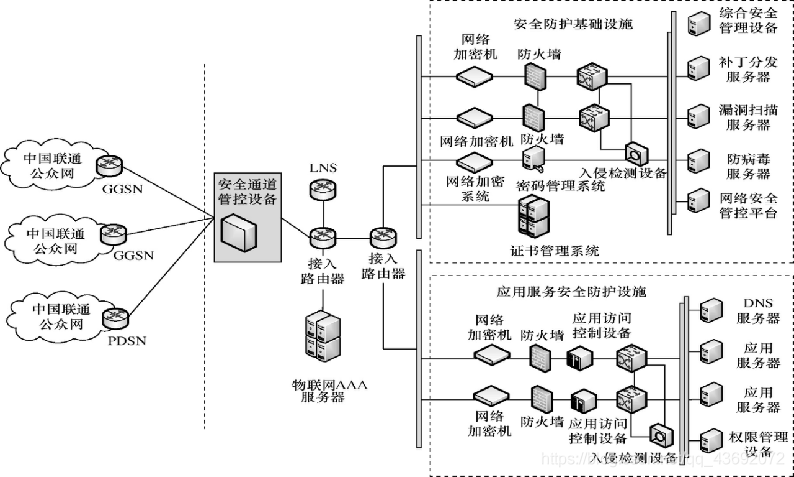 安全防护基础设施
网络
加密机
防火墙
综合安全
管理设备
补丁分发
服务器
漏洞扫描
服务器
网络加密机
防火墙
入侵检测设备
防病毒
服务器
网络加密
系统
密码管理系统
网络安全
管控平台
证书管理系统
中国联通
公众网
GGSN
中国联通
公众网
GGSN
中国联通
公众网
PDSN
安全通道
管控设备
LNS
接入
路由器
接入
路由器
物联网AAA
服务器
应用服务安全防护设施
网络
加密机
防火墙
应用访问
控制设备
DNS
服务器
应用
服务器
应用
服务器
网络
加密机
防火墙
应用访问
控制设备
入侵检测设备
权限管理
设备